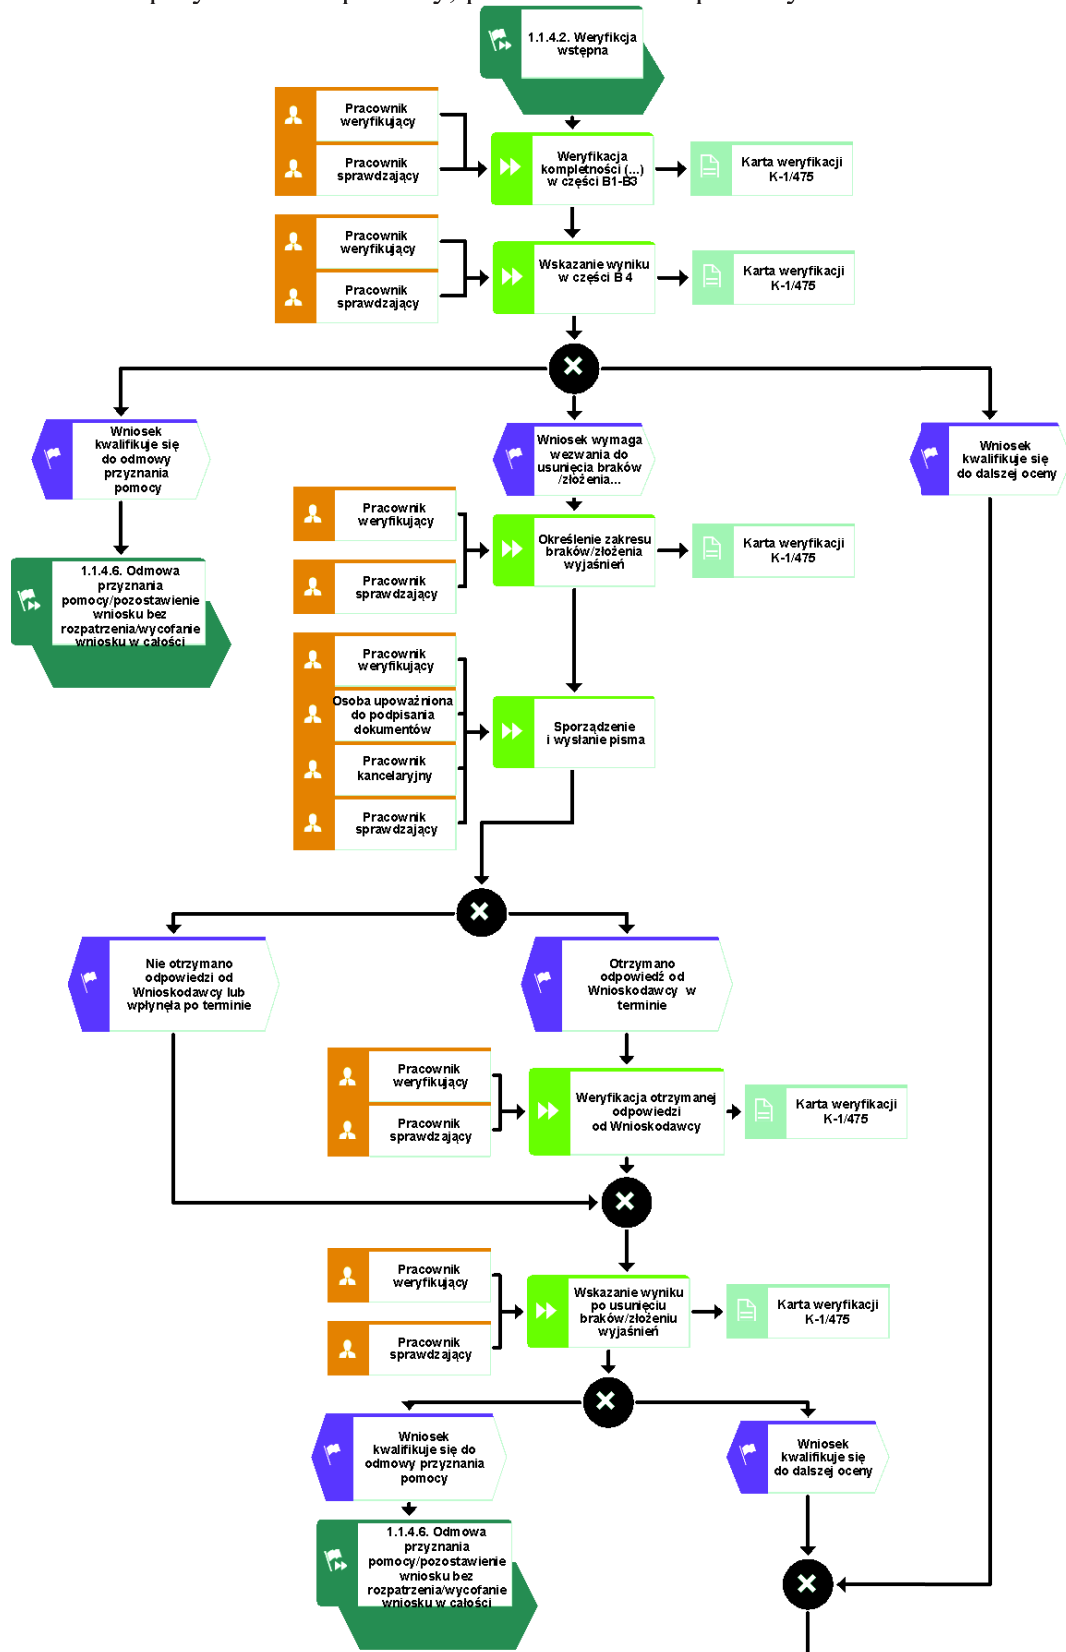 1.1.4.2. Weryfikcja
wstępna
Pracownik
weryfikujący
Pracownik
sprawdzający
Weryfikacja
kompletności (...)
w części B1-B3
Karta weryfikacji
K-1/475
Pracownik
weryfikujący
Pracownik
sprawdzający
Wskazanie wyniku
w części B 4
Karta weryfikacji
K-1/475
Wniosek
kwalifikuje się
do odmowy
przyznania
pomocy
Wniosek wymaga
wezwania do
usunięcia braków
/złożenia...
Wniosek
kwalifikuje się
do dalszej oceny
1.1.4.6. Odmowa
przyznania
pomocy/pozostawienie
wniosku bez
rozpatrzenia/wycofanie
wniosku w całości
Pracownik
weryfikujący
Pracownik
sprawdzający
Określenie zakresu
braków/złożenia
wyjaśnień
Karta weryfikacji
K-1/475
Pracownik
weryfikujący
Osoba upoważniona
do podpisania
dokumentów
Pracownik
kancelaryjny
Pracownik
sprawdzający
Sporządzenie
i wysłanie pisma
Nie otrzymano
odpowiedzi od
Wnioskodawcy lub
wpłynęła po terminie
Otrzymano
odpowiedź od
Wnioskodawcy w
terminie
Pracownik
weryfikujący
Pracownik
sprawdzający
Weryfikacja otrzymanej
odpowiedzi
od Wnioskodawcy
Karta weryfikacji
K-1/475
Pracownik
weryfikujący
Pracownik
sprawdzający
Wskazanie wyniku
po usunięciu
braków/złożeniu
wyjaśnień
Karta weryfikacji
K-1/475
Wniosek
kwalifikuje się do
odmowy przyznania
pomocy
Wniosek
kwalifikuje się
do dalszej oceny
1.1.4.6. Odmowa
przyznania
pomocy/pozostawienie
wniosku bez
rozpatrzenia/wycofanie
wniosku w całości